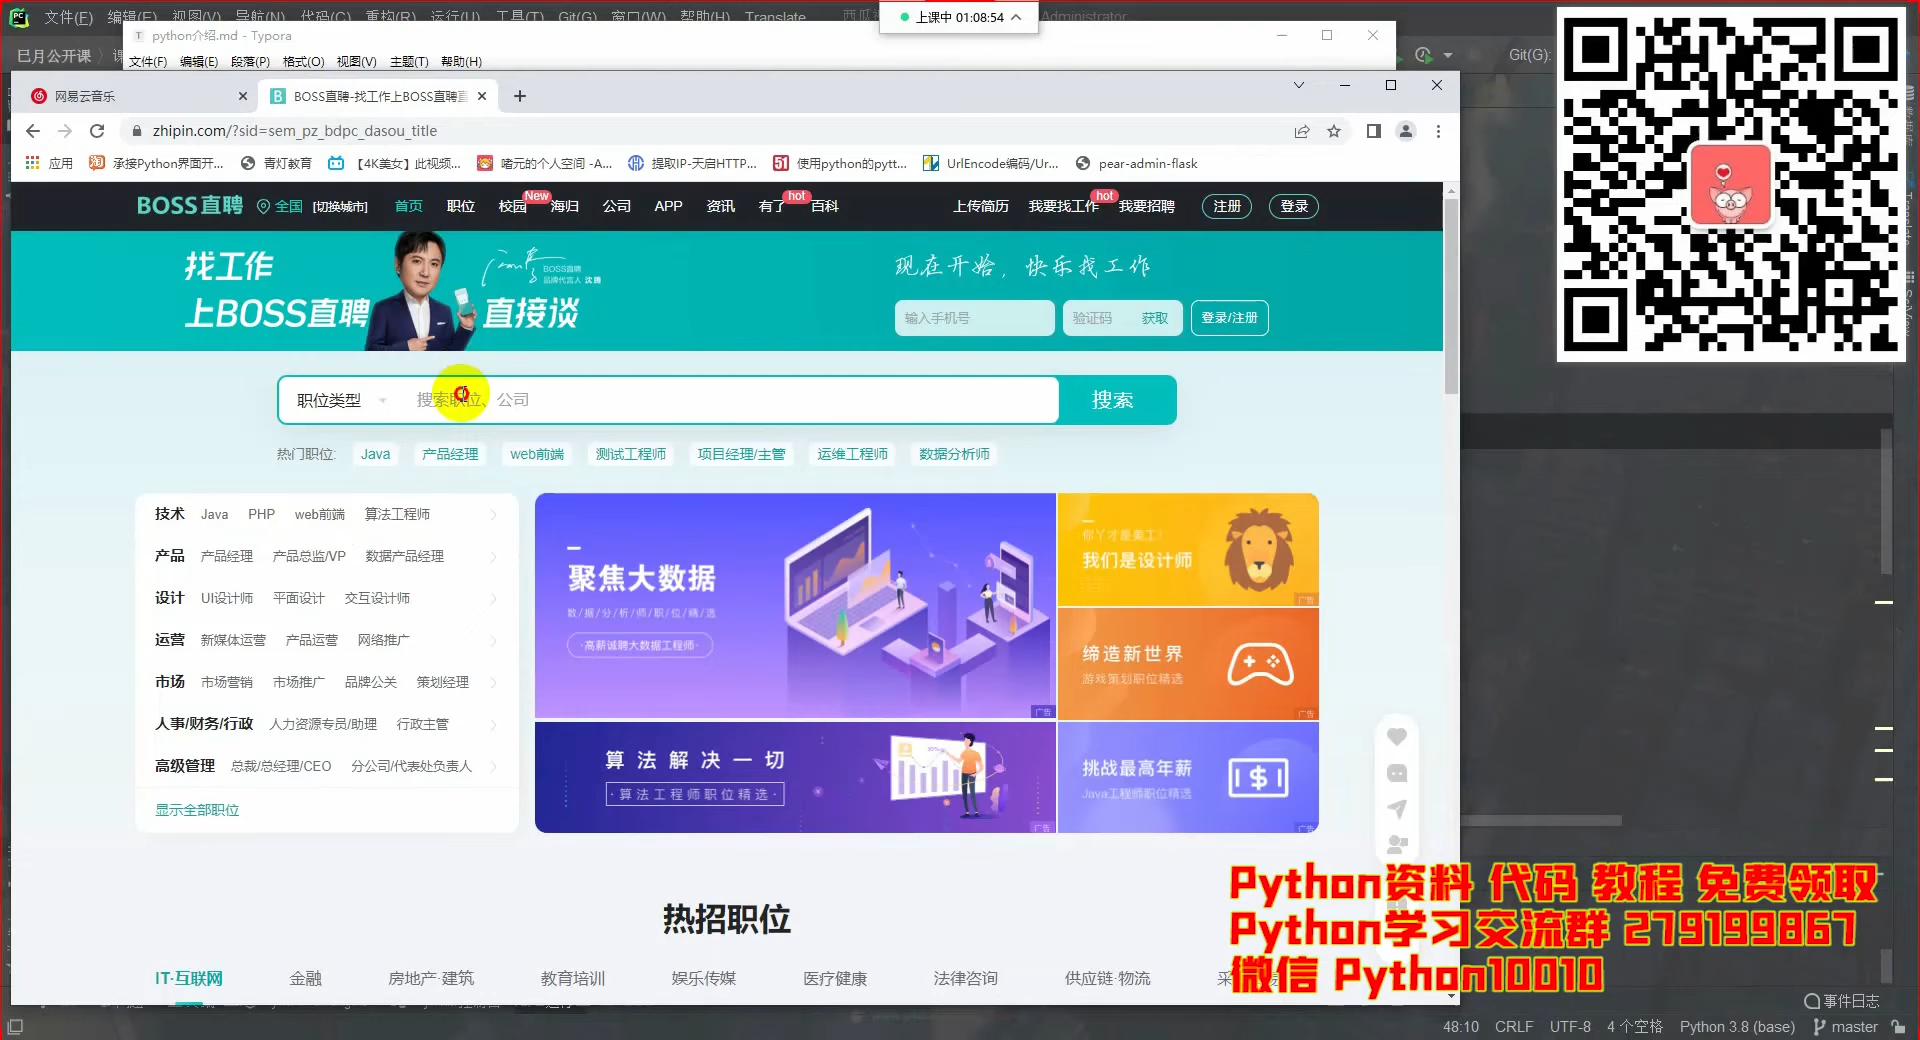 文件(F) 编辑(E) 视图(V) 导航(N) 代码(C) 重构(R) 运行(U) 工具(T) Git(G) 窗口(W) 帮助(H) Translate
上课中 01:08:54
Administrator
python介绍.md - Typora
巳月公开课
Git(G):
文件(F) 编辑(E) 段落(P) 格式(O) 视图(V) 主题(T) 帮助(H)
网易云音乐
BOSS直聘-找工作上BOSS直聘直
zhipin.com/?sid=sem_pz_bdpc_dasou_title
应用 承接Python界面开... 青灯教育 【4K美女】此视频... 嗜元的个人空间 -A... 提取IP-天启HTTP... 使用python的pytt... UrlEncode编码/Ur... pear-admin-flask
BOSS直聘 全国 [切换城市] 首页 职位 校园 New 海归 公司 APP 资讯 有了 hot 百科 上传简历 我要找工作 hot 我要招聘 注册 登录
找工作
上BOSS直聘
BOSS直聘
品牌代言人 沈腾
直接谈
现在开始，快乐找工作
输入手机号 验证码 获取 登录/注册
职位类型 搜索职位、公司 搜索
热门职位: Java 产品经理 web前端 测试工程师 项目经理/主管 运维工程师 数据分析师
技术 Java PHP web前端 算法工程师
产品 产品经理 产品总监/VP 数据产品经理
设计 UI设计师 平面设计 交互设计师
运营 新媒体运营 产品运营 网络推广
市场 市场营销 市场推广 品牌公关 策划经理
人事/财务/行政 人力资源专员/助理 行政主管
高级管理 总裁/总经理/CEO 分公司/代表处负责人
显示全部职位
聚焦大数据
数/据/分/析/师/职/位/精/选
·高薪诚聘大数据工程师·
广告
你丫才是美工!
我们是设计师
广告
缔造新世界
游戏策划职位精选
广告
算法解决一切
·算法工程师职位精选·
广告
挑战最高年薪
Java工程师职位精选
广告
热招职位
IT·互联网 金融 房地产·建筑 教育培训 娱乐传媒 医疗健康 法律咨询 供应链·物流 采
Python资料 代码 教程 免费领取
Python学习交流群 279199867
微信 Python10010
事件日志
48:10 CRLF UTF-8 4 个空格 Python 3.8 (base) master